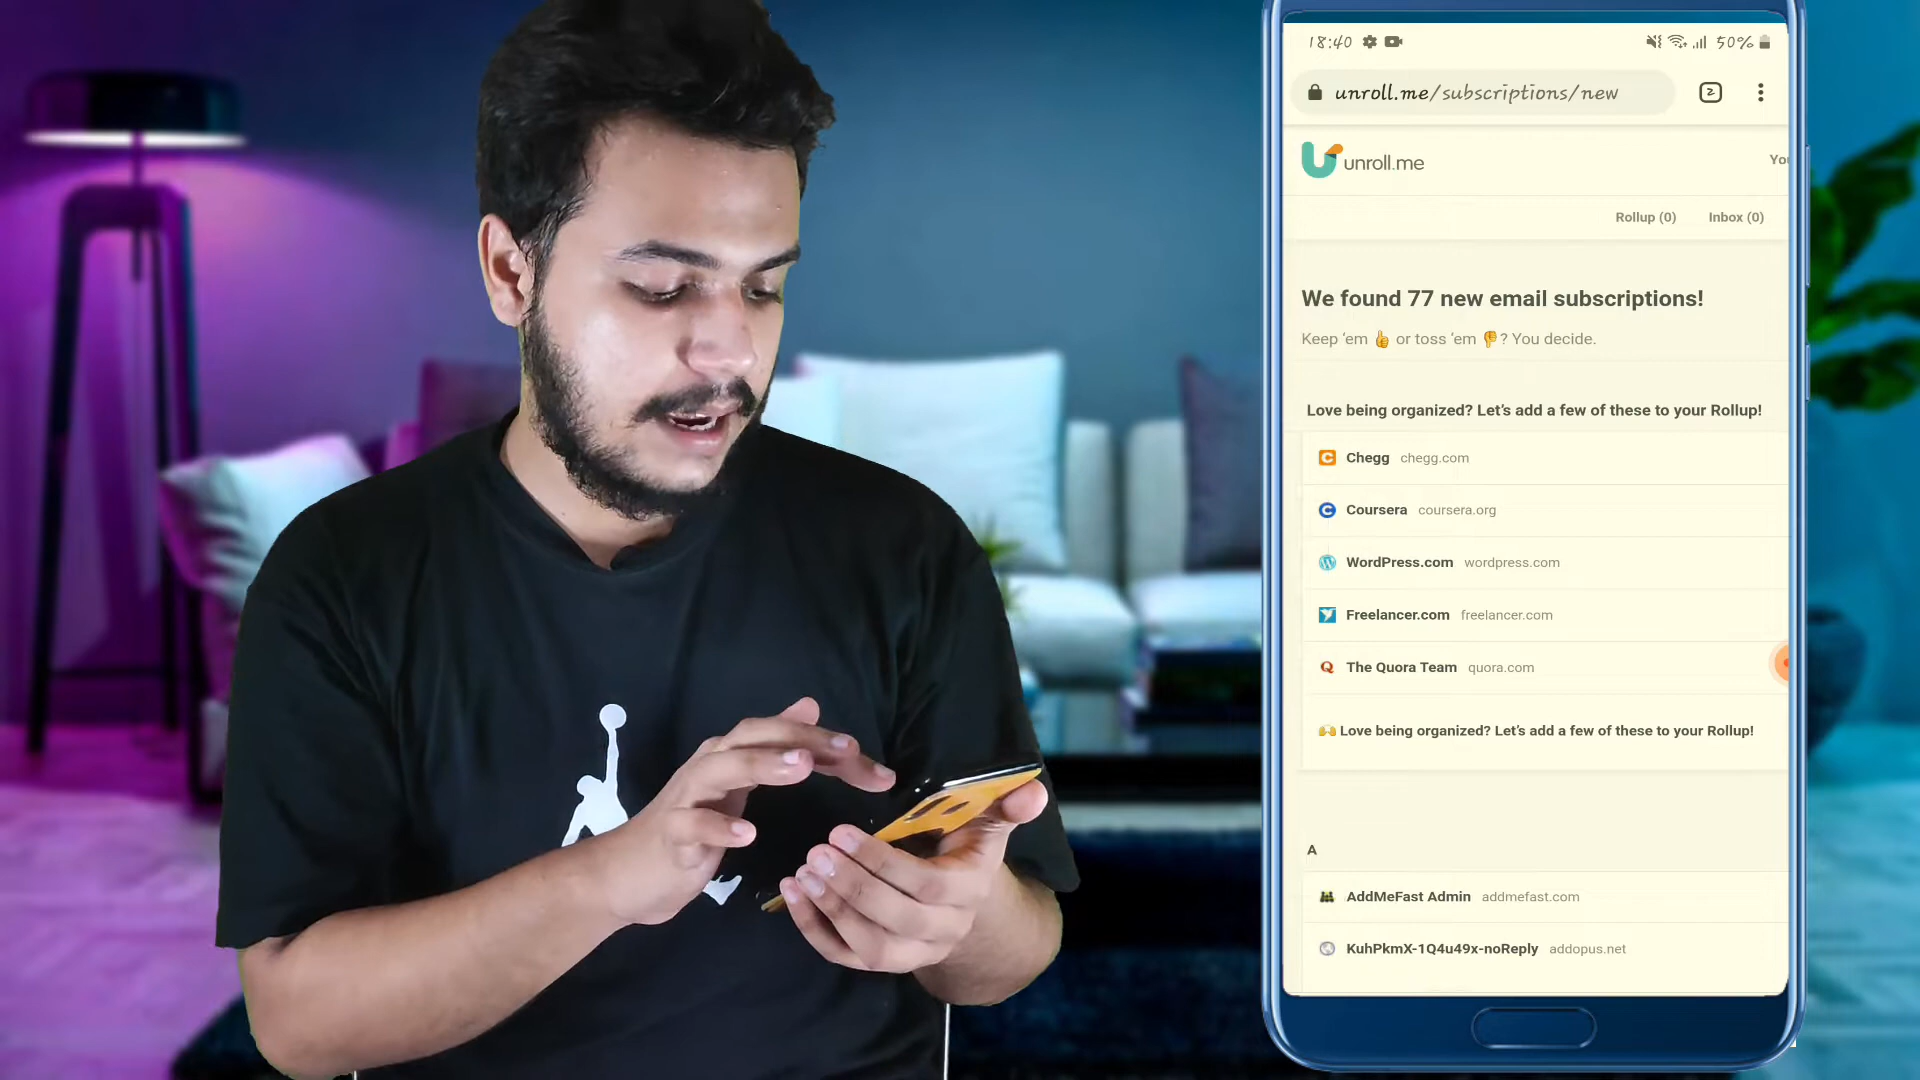 18:40 50%
unroll.me/subscriptions/new 2
unroll.me You
Rollup (0) Inbox (0)
We found 77 new email subscriptions!
Keep 'em 👍 or toss 'em 👎? You decide.
Love being organized? Let's add a few of these to your Rollup!
Chegg chegg.com
Coursera coursera.org
WordPress.com wordpress.com
Freelancer.com freelancer.com
The Quora Team quora.com
🙌 Love being organized? Let's add a few of these to your Rollup!
A
AddMeFast Admin addmefast.com
KuhPkmX-1Q4u49x-noReply addopus.net